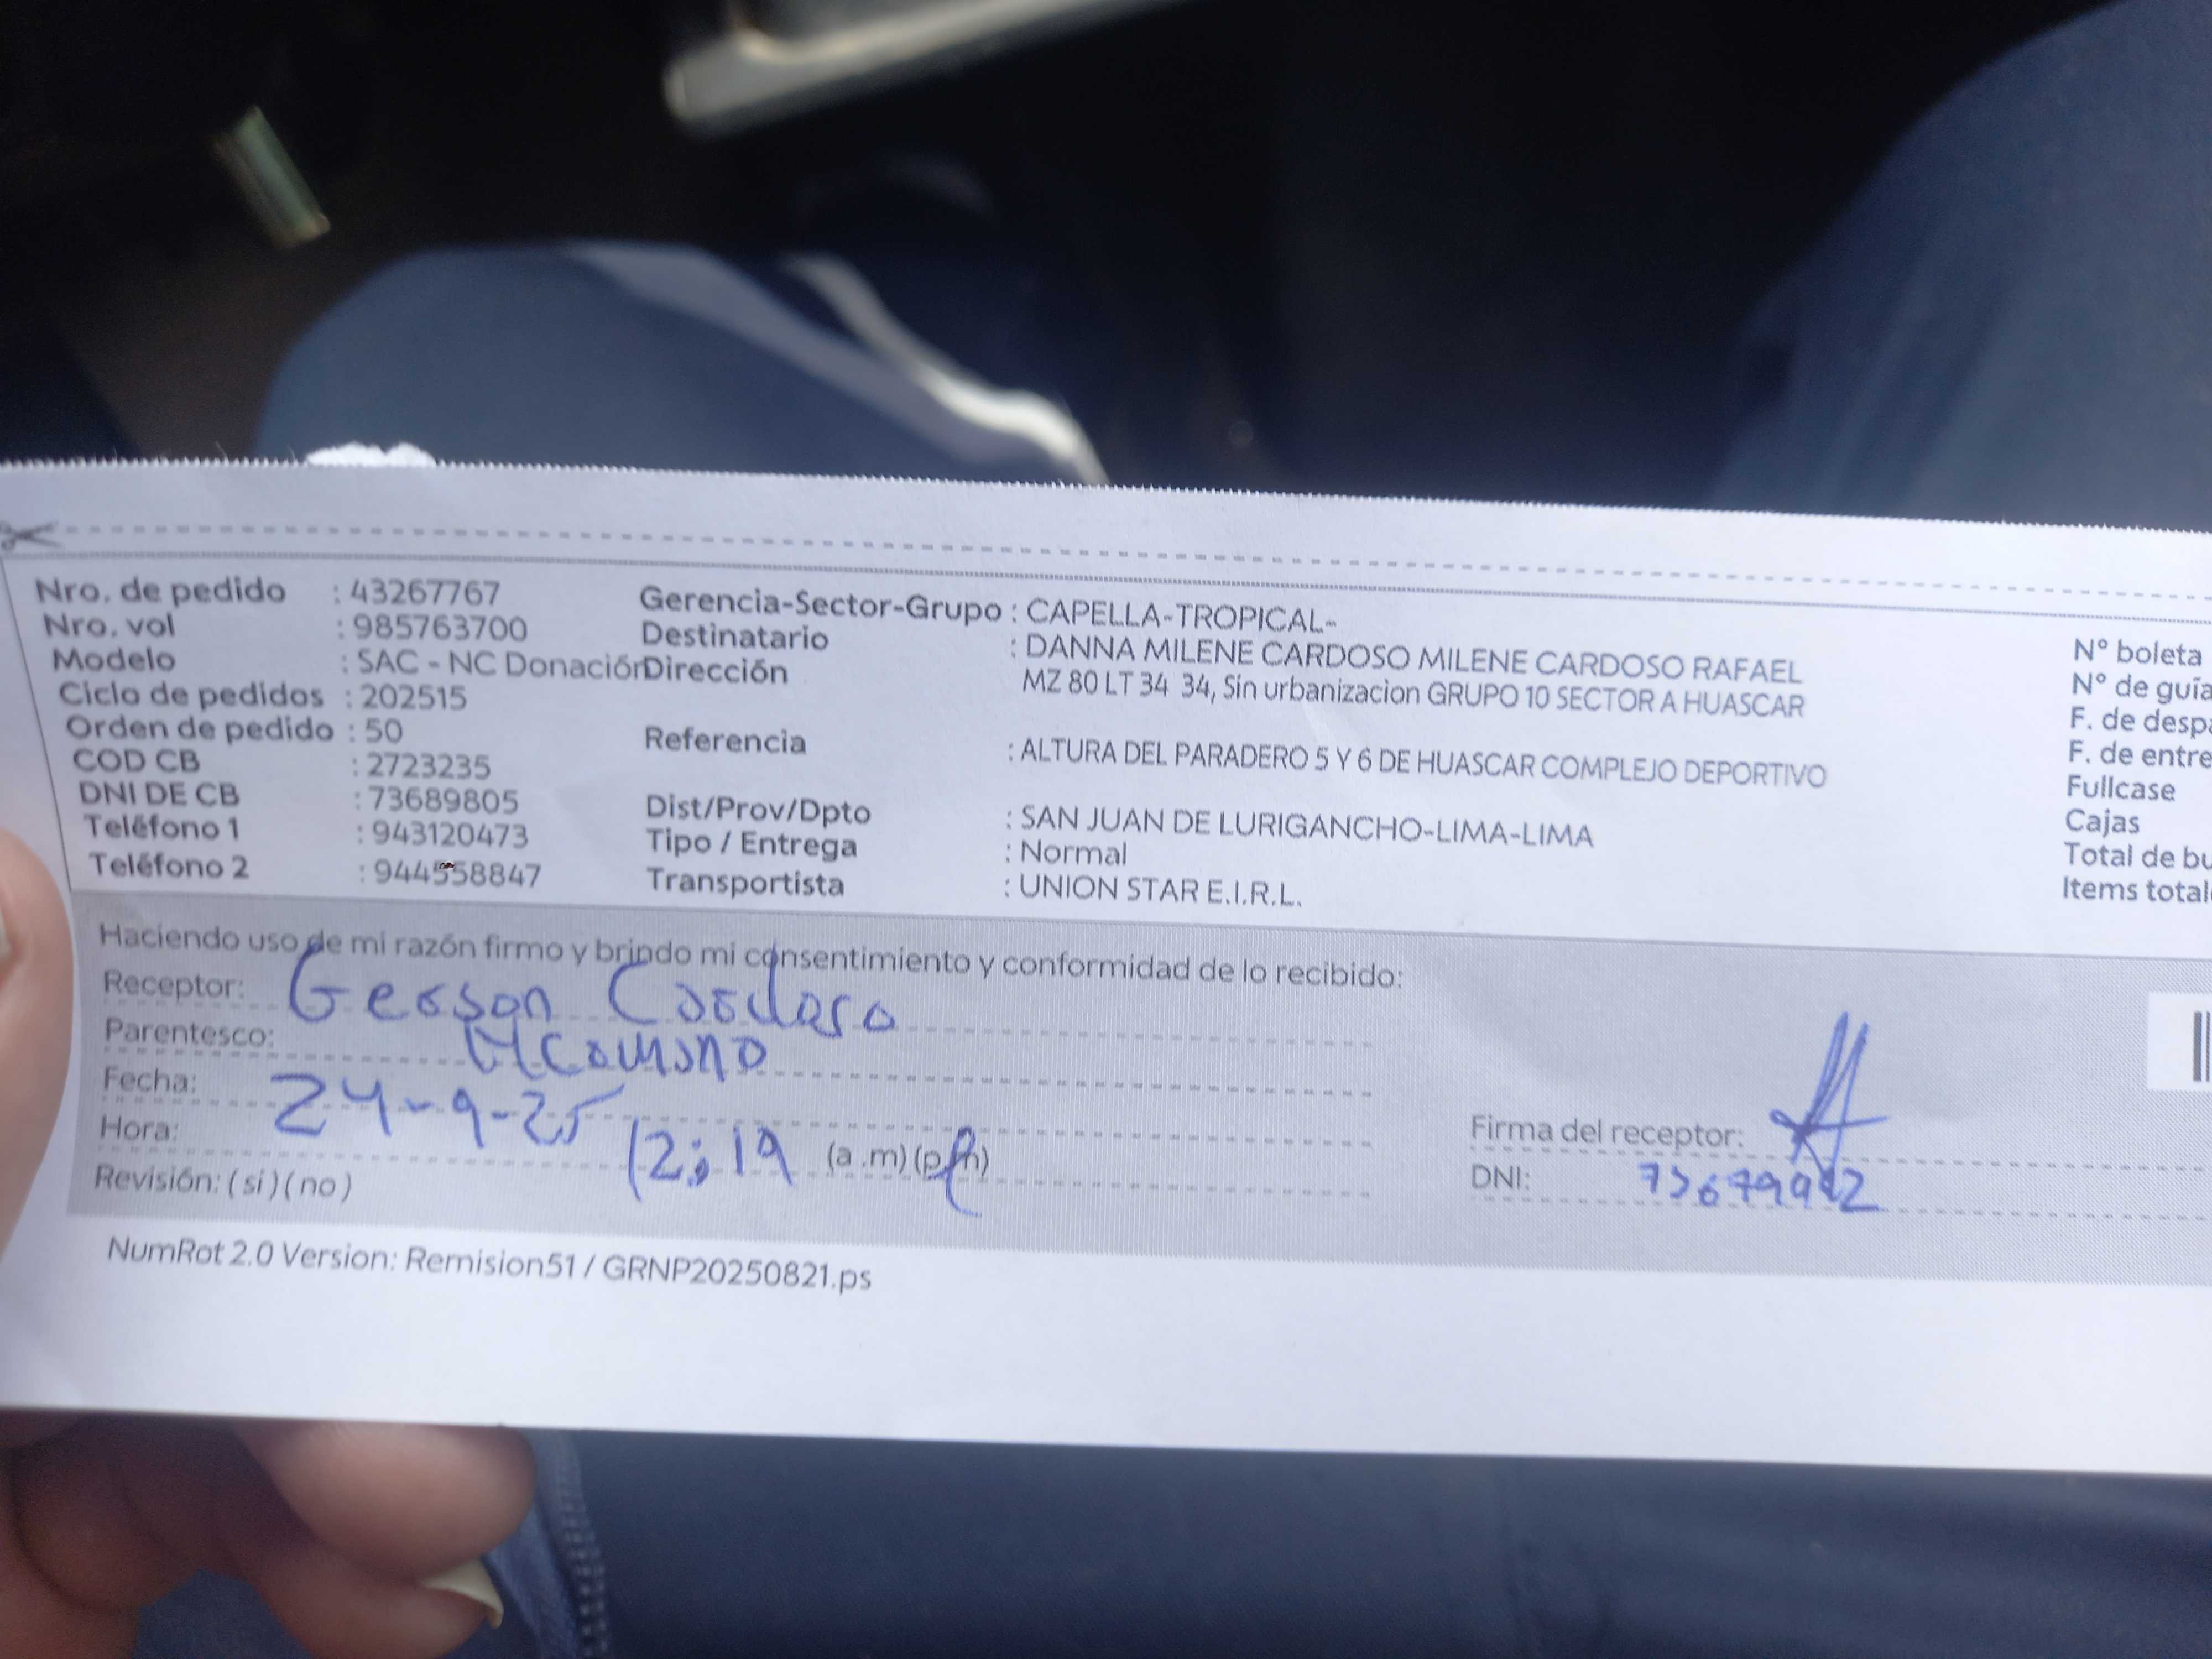 Nro. de pedido : 43267767
Nro. vol : 985763700
Modelo : SAC - NC Donación
Ciclo de pedidos : 202515
Orden de pedido : 50
COD CB : 2723235
DNI DE CB : 73689805
Teléfono 1 : 943120473
Teléfono 2 : 944558847
Gerencia-Sector-Grupo : CAPELLA-TROPICAL-
Destinatario : DANNA MILENE CARDOSO MILENE CARDOSO RAFAEL
Dirección MZ 80 LT 34 34, Sin urbanizacion GRUPO 10 SECTOR A HUASCAR
Referencia : ALTURA DEL PARADERO 5 Y 6 DE HUASCAR COMPLEJO DEPORTIVO
Dist/Prov/Dpto : SAN JUAN DE LURIGANCHO-LIMA-LIMA
Tipo / Entrega : Normal
Transportista : UNION STAR E.I.R.L.
N° boleta
N° de guía
F. de despa
F. de entre
Fullcase
Cajas
Total de bu
Items total
Haciendo uso de mi razón firmo y brindo mi consentimiento y conformidad de lo recibido:
Receptor: Gerson Cardoso
Parentesco:
Fecha: 24-9-25
Hora: 12:19 (a .m) (p.m)
Revisión: ( si ) ( no )
Firma del receptor:
DNI:
NumRot 2.0 Version: Remision51 / GRNP20250821.ps